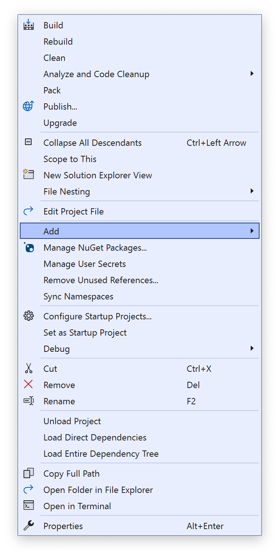 Build
Rebuild
Clean
Analyze and Code Cleanup
Pack
Publish...
Upgrade
Collapse All Descendants Ctrl+Left Arrow
Scope to This
New Solution Explorer View
File Nesting
Edit Project File
Add
Manage NuGet Packages...
Manage User Secrets
Remove Unused References...
Sync Namespaces
Configure Startup Projects...
Set as Startup Project
Debug
Cut Ctrl+X
Remove Del
Rename F2
Unload Project
Load Direct Dependencies
Load Entire Dependency Tree
Copy Full Path
Open Folder in File Explorer
Open in Terminal
Properties Alt+Enter